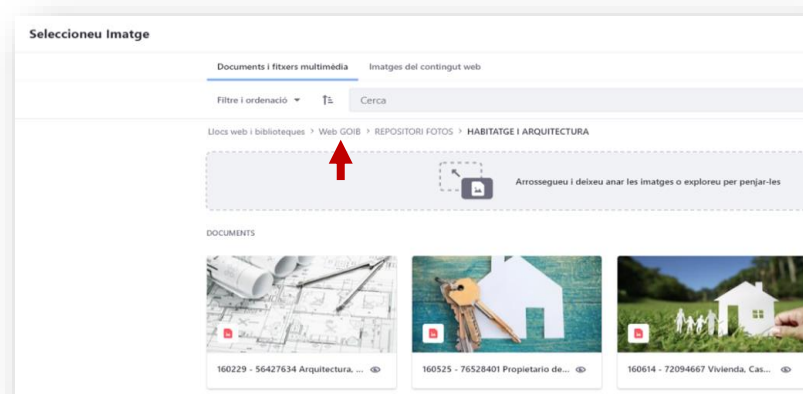 Seleccioneu Imatge
Documents i fitxers multimèdia Imatges del contingut web
Filtre i ordenació Cerca
Llocs web i biblioteques > Web GOIB > REPOSITORI FOTOS > HABITATGE I ARQUITECTURA
Arrossegueu i deixeu anar les imatges o exploreu per penjar-les
DOCUMENTS
160229 - 56427634 Arquitectura, ... 160525 - 76528401 Propietario de... 160614 - 72094667 Vivienda, Cas...